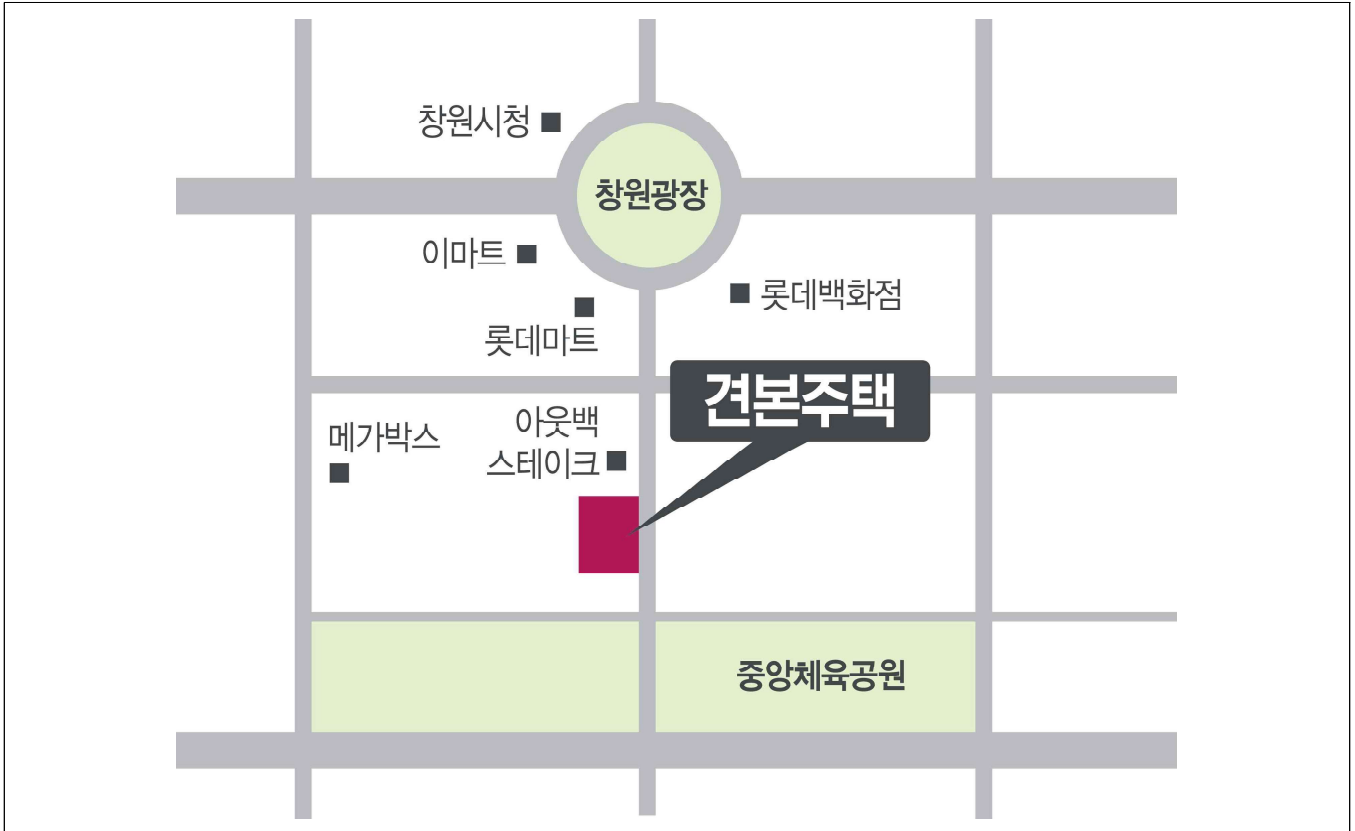 창원시청
창원광장
이마트
롯데백화점
롯데마트
견본주택
메가박스
아웃백
스테이크
중앙체육공원